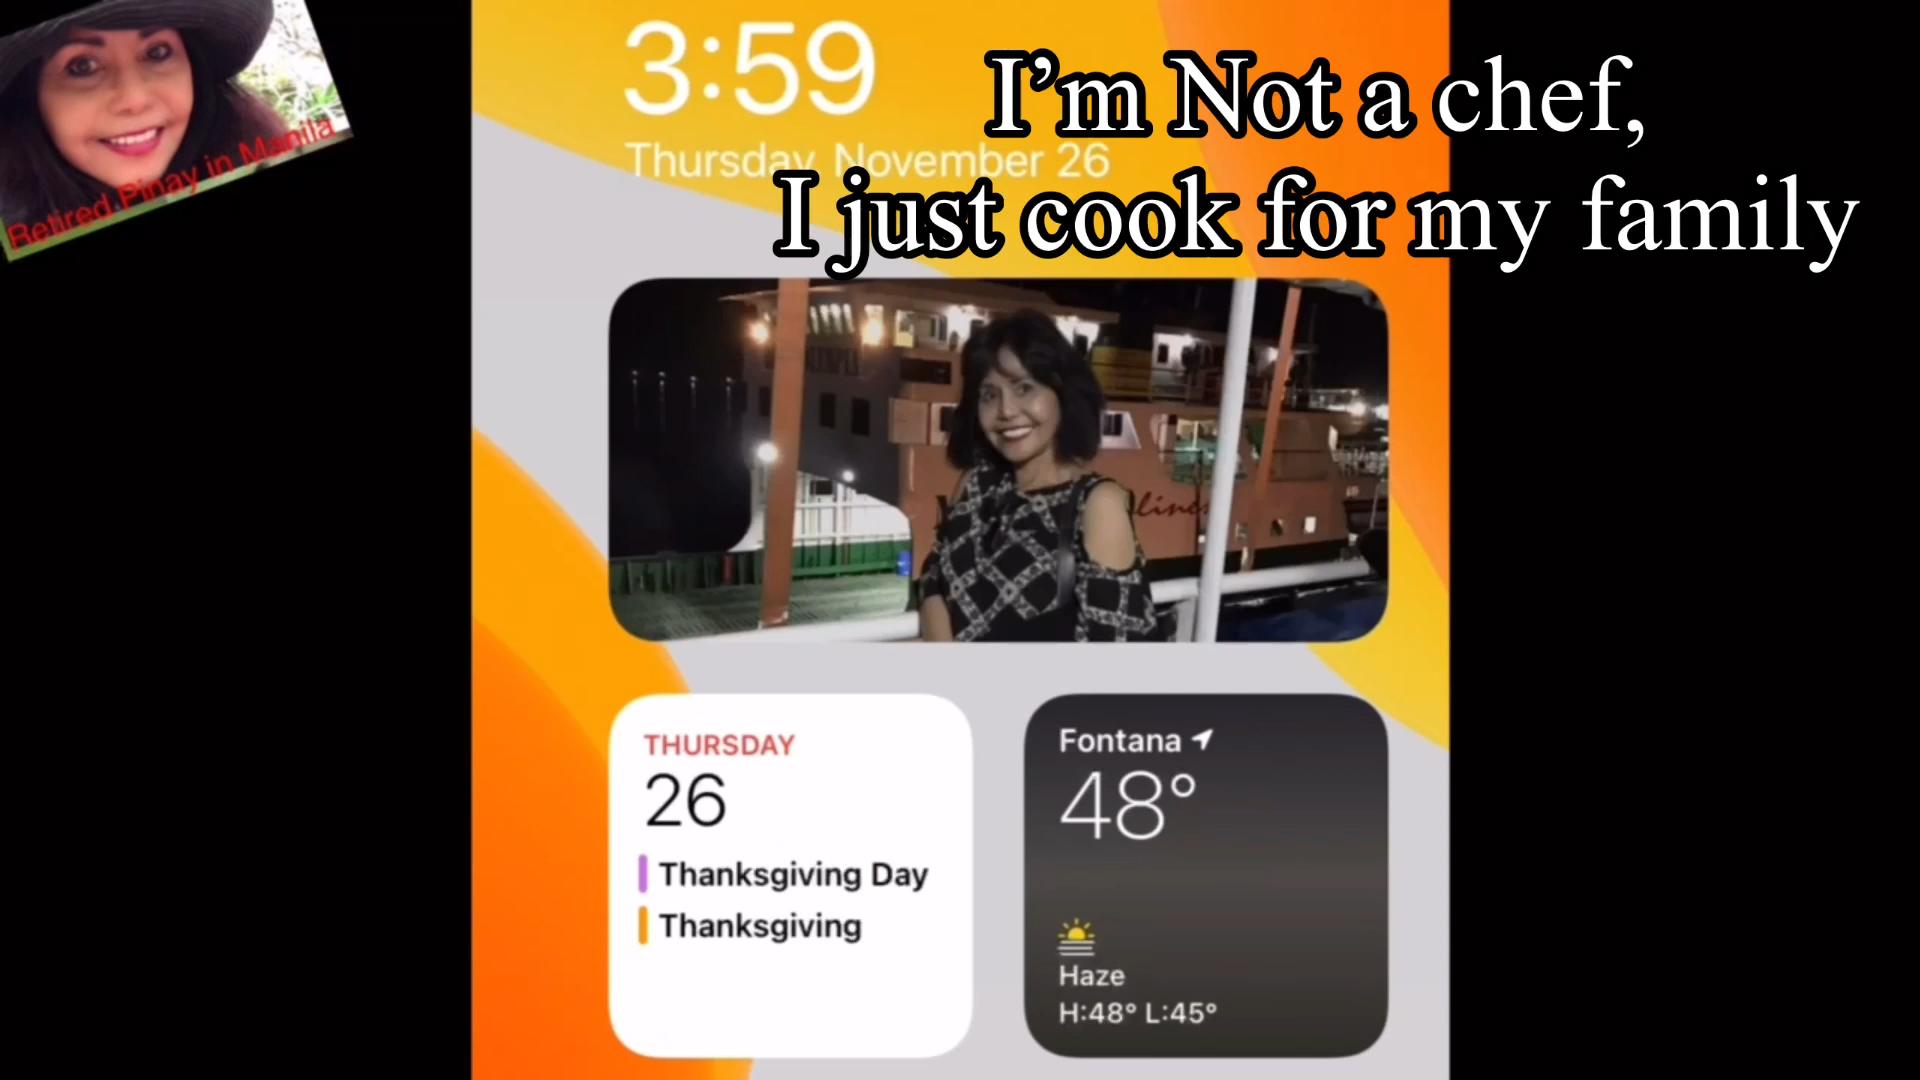 Retired Pinay in Manila
3:59
I'm Not a chef,
Thursday, November 26
I just cook for my family
lines
THURSDAY
26
Thanksgiving Day
Thanksgiving
Fontana
48°
Haze
H:48° L:45°